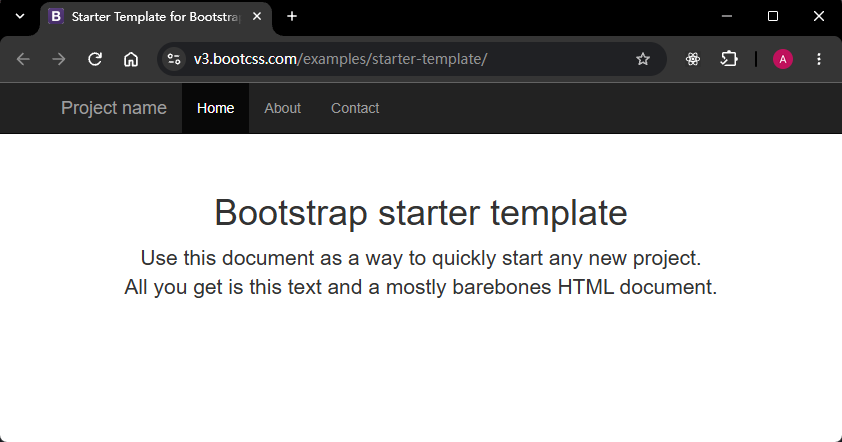 B Starter Template for Bootstrap
v3.bootcss.com/examples/starter-template/
A
Project name Home About Contact
Bootstrap starter template
Use this document as a way to quickly start any new project.
All you get is this text and a mostly barebones HTML document.